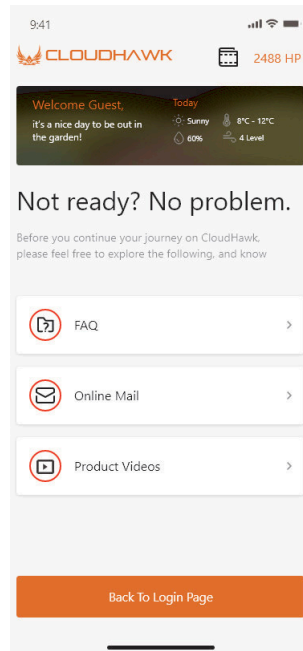 9:41
CLOUDHAWK
2488 HP
Welcome Guest,
it's a nice day to be out in
the garden!
Today
Sunny
8°C - 12°C
60%
4 Level
Not ready? No problem.
Before you continue your journey on CloudHawk,
please feel free to explore the following, and know
FAQ
Online Mail
Product Videos
Back To Login Page